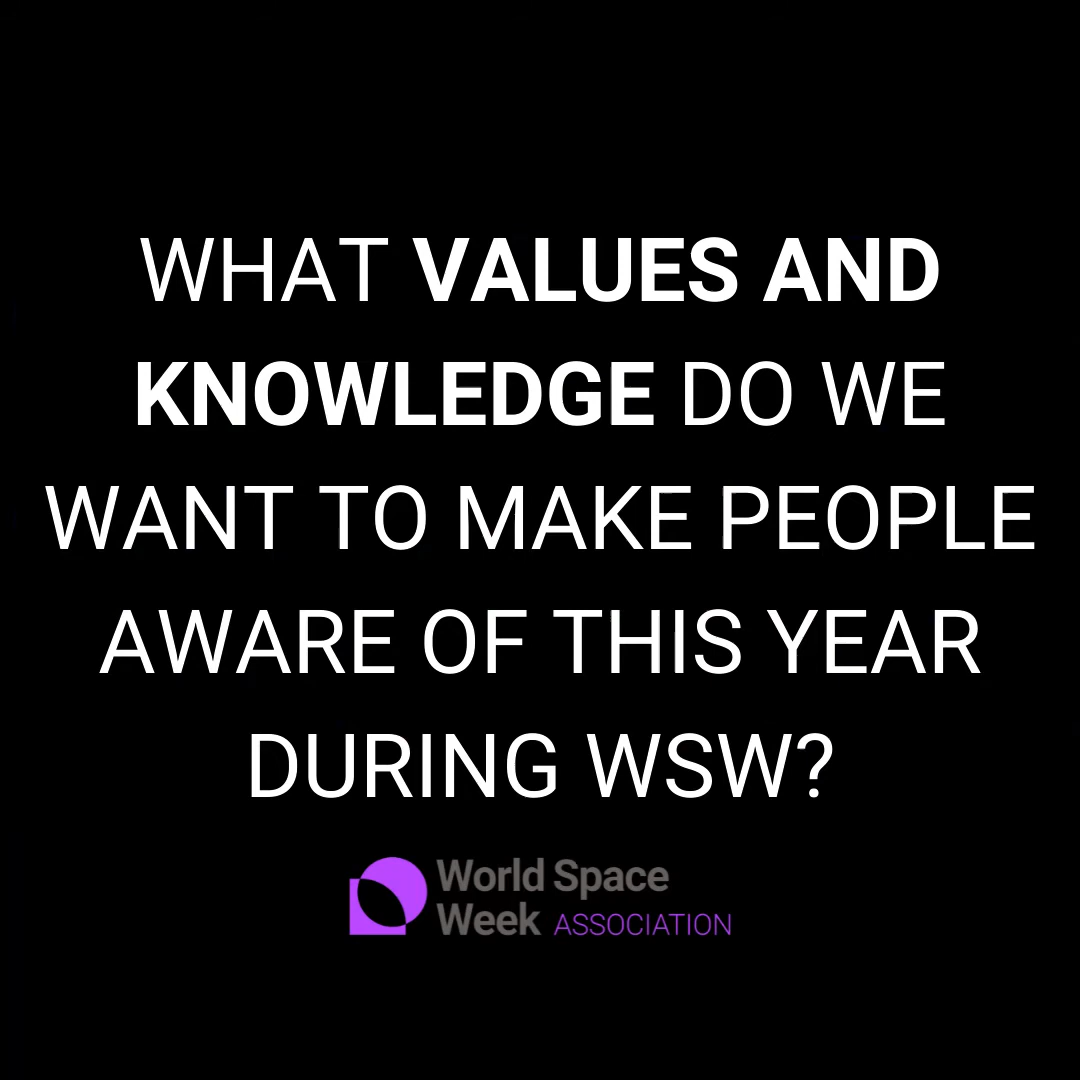 WHAT VALUES AND
KNOWLEDGE DO WE
WANT TO MAKE PEOPLE
AWARE OF THIS YEAR
DURING WSW?
World Space
Week ASSOCIATION